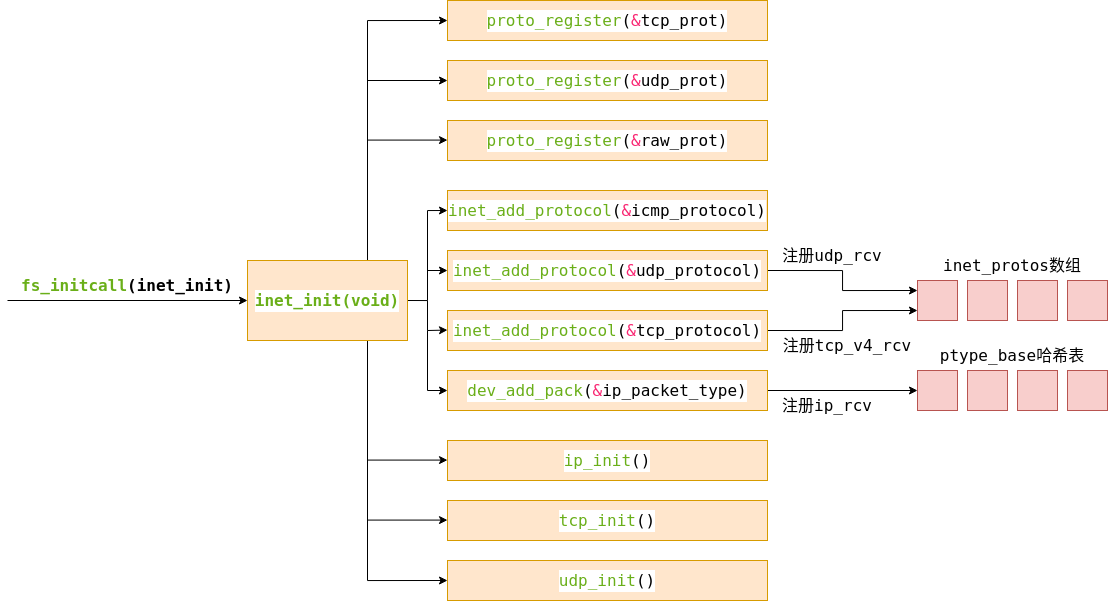 proto_register(&tcp_prot)
proto_register(&udp_prot)
proto_register(&raw_prot)
inet_add_protocol(&icmp_protocol)
fs_initcall(inet_init)
inet_init(void)
inet_add_protocol(&udp_protocol)
注册udp_rcv
inet_protos数组
inet_add_protocol(&tcp_protocol)
注册tcp_v4_rcv
ptype_base哈希表
dev_add_pack(&ip_packet_type)
注册ip_rcv
ip_init()
tcp_init()
udp_init()